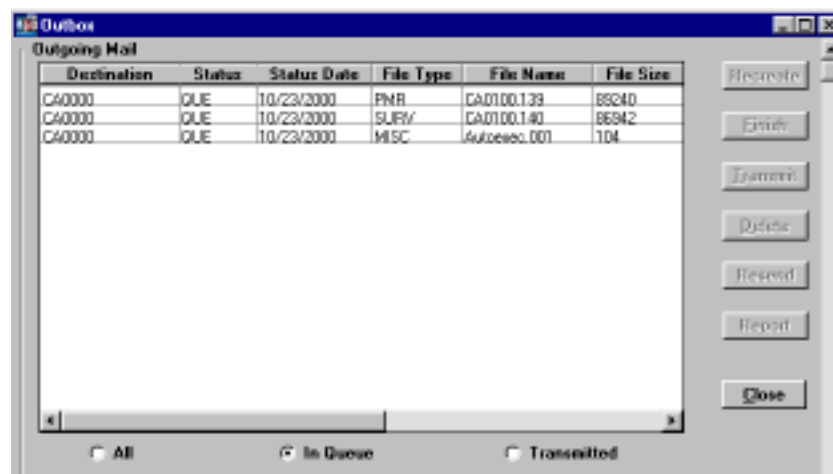 Outbox
Outgoing Mail
Destination Status Status Date File Type File Name File Size
CA0000 QUE 10/23/2000 PMR CA0100.139 89240
CA0000 QUE 10/23/2000 SURV CA0100.140 86942
CA0000 QUE 10/23/2000 MISC Autoexec.001 104
Recreate
Finish
Transmit
Delete
Resend
Report
Close
All In Queue Transmitted